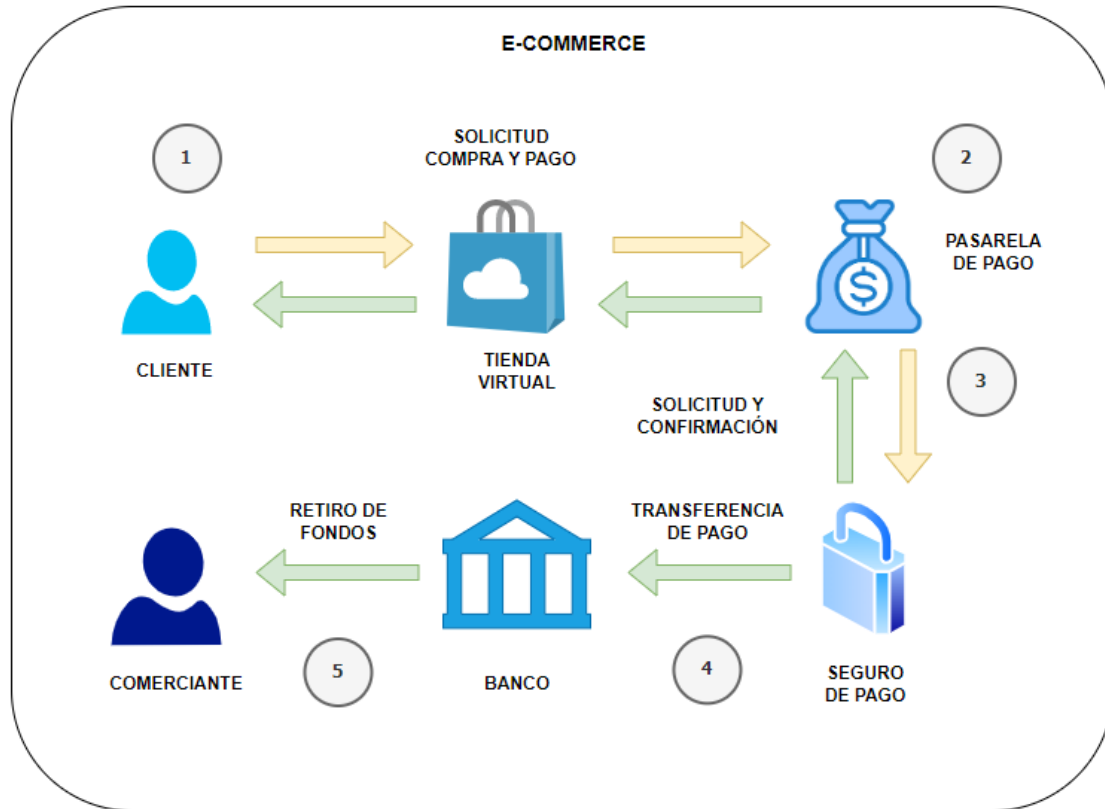 E-COMMERCE
1
SOLICITUD
COMPRA Y PAGO
2
PASARELA
DE PAGO
$
CLIENTE
TIENDA
VIRTUAL
3
SOLICITUD Y
CONFIRMACIÓN
RETIRO DE
FONDOS
TRANSFERENCIA
DE PAGO
COMERCIANTE
5
BANCO
4
SEGURO
DE PAGO